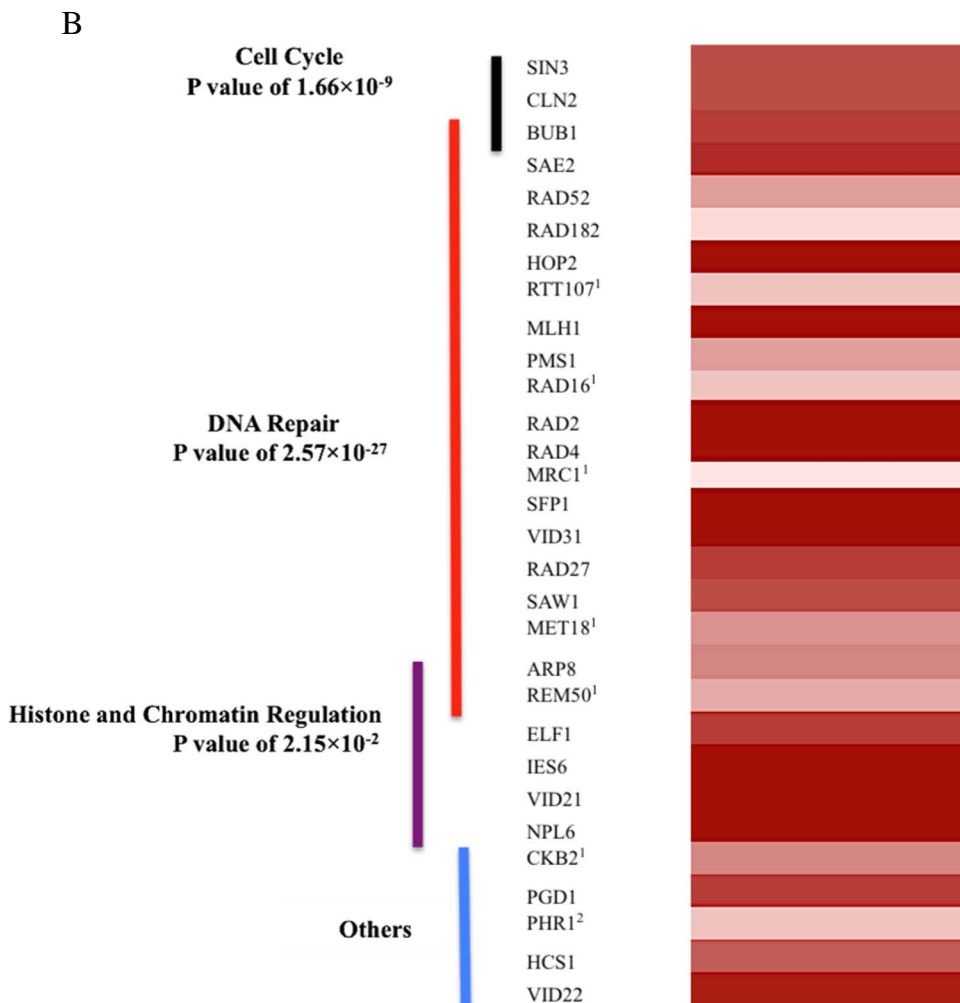 B
Cell Cycle
P value of 1.66×10⁻⁹
SIN3
CLN2
BUB1
SAE2
RAD52
RAD182
HOP2
RTT107¹
MLH1
PMS1
RAD16¹
DNA Repair
P value of 2.57×10⁻²⁷
RAD2
RAD4
MRC1¹
SFP1
VID31
RAD27
SAW1
MET18¹
ARP8
REM50¹
Histone and Chromatin Regulation
P value of 2.15×10⁻²
ELF1
IES6
VID21
NPL6
CKB2¹
PGD1
PHR1²
Others
HCS1
VID22